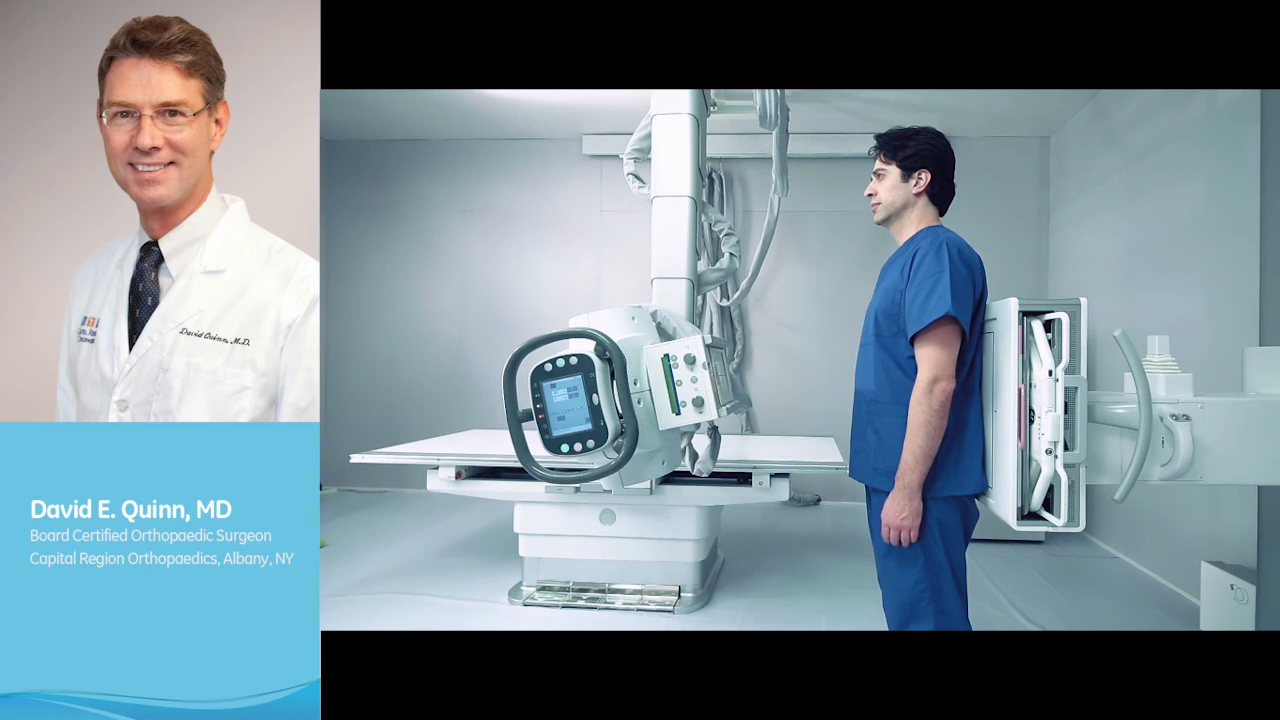 David Quinn, M.D.
David E. Quinn, MD
Board Certified Orthopaedic Surgeon
Capital Region Orthopaedics, Albany, NY